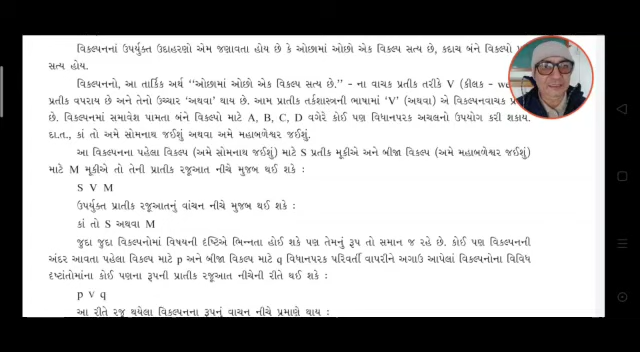 વિકલ્પનનાં ઉપર્યુક્ત ઉદાહરણો એમ જણાવતા હોય છે કે ઓછામાં ઓછો એક વિકલ્પ સત્ય છે, કદાચ બંને વિકલ્પો
સત્ય હોય.
વિકલ્પનનો, આ તાર્કિક અર્થ ‘‘ઓછામાં ઓછો એક વિકલ્પ સત્ય છે.’’ - ના વાચક પ્રતીક તરીકે V (કીલક -
પ્રતીક વપરાય છે અને તેનો ઉચ્ચાર ‘અથવા’ થાય છે. આમ પ્રતીક તર્કશાસ્ત્રની ભાષામાં ‘V’ (અથવા) એ વિકલ્પનવાચક
છે. વિકલ્પનમાં સમાવેશ પામતા બંને વિકલ્પો માટે A, B, C, D વગેરે કોઈ પણ વિધાનપરક અચલનો ઉપયોગ કરી શકાય.
દા.ત., કાં તો અમે સોમનાથ જઈશું અથવા અમે મહાબળેશ્વર જઈશું.
આ વિકલ્પનના પહેલા વિકલ્પ (અમે સોમનાથ જઈશું) માટે S પ્રતીક મૂકીએ અને બીજા વિકલ્પ (અમે મહાબળેશ્વર જઈશું)
માટે M મૂકીએ તો તેની પ્રાતીક રજૂઆત નીચે મુજબ થઈ શકે :
S V M
ઉપર્યુક્ત પ્રાતીક રજૂઆતનું વાંચન નીચે મુજબ થઈ શકે :
કાં તો S અથવા M
જુદા જુદા વિકલ્પનોમાં વિષયની દૃષ્ટિએ ભિન્નતા હોઈ શકે પણ તેમનું રૂપ તો સમાન જ રહે છે. કોઈ પણ વિકલ્પનની
અંદર આવતા પહેલા વિકલ્પ માટે p અને બીજા વિકલ્પ માટે q વિધાનપરક પરિવર્તી વાપરીને અગાઉ આપેલાં વિકલ્પનોના વિવિધ
દૃષ્ટાંતોમાંના કોઈ પણના રૂપની પ્રાતીક રજૂઆત નીચેની રીતે થઈ શકે :
p v q
આ રીતે રજૂ થયેલા વિકલ્પનના રૂપનું વાચન નીચે પ્રમાણે થાય :